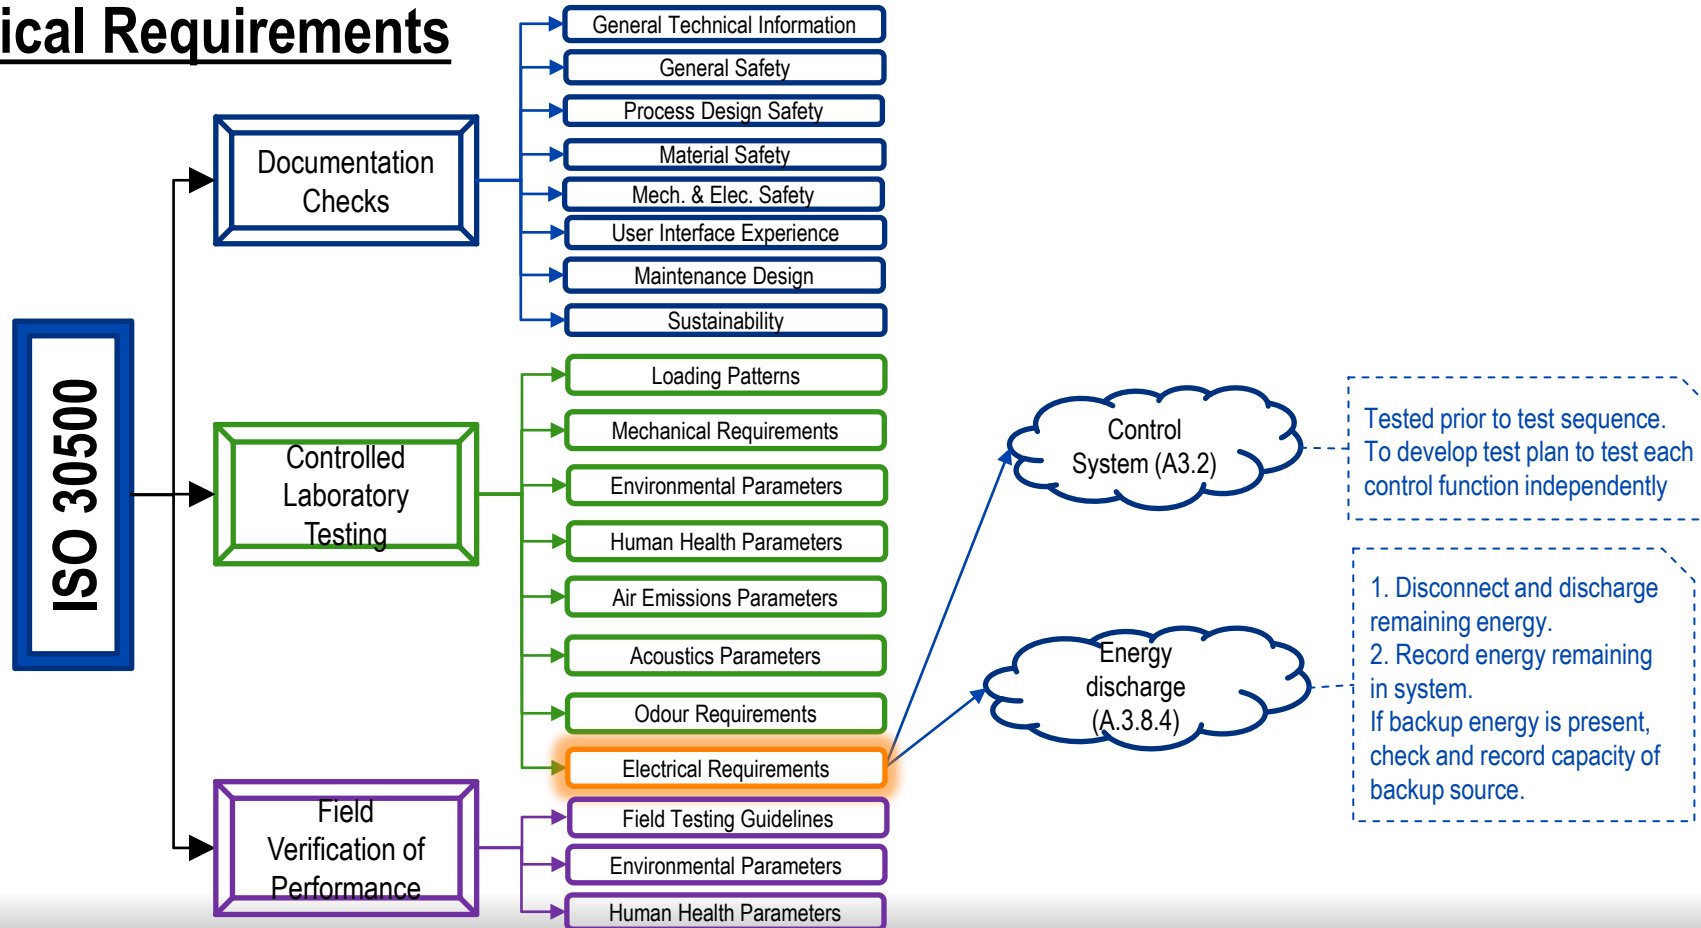 ical Requirements
ISO 30500
Documentation
Checks
General Technical Information
General Safety
Process Design Safety
Material Safety
Mech. & Elec. Safety
User Interface Experience
Maintenance Design
Sustainability
Controlled
Laboratory
Testing
Loading Patterns
Mechanical Requirements
Environmental Parameters
Human Health Parameters
Air Emissions Parameters
Acoustics Parameters
Odour Requirements
Electrical Requirements
Control
System (A3.2)
Tested prior to test sequence.
To develop test plan to test each
control function independently
Energy
discharge
(A.3.8.4)
1. Disconnect and discharge
remaining energy.
2. Record energy remaining
in system.
If backup energy is present,
check and record capacity of
backup source.
Field
Verification of
Performance
Field Testing Guidelines
Environmental Parameters
Human Health Parameters